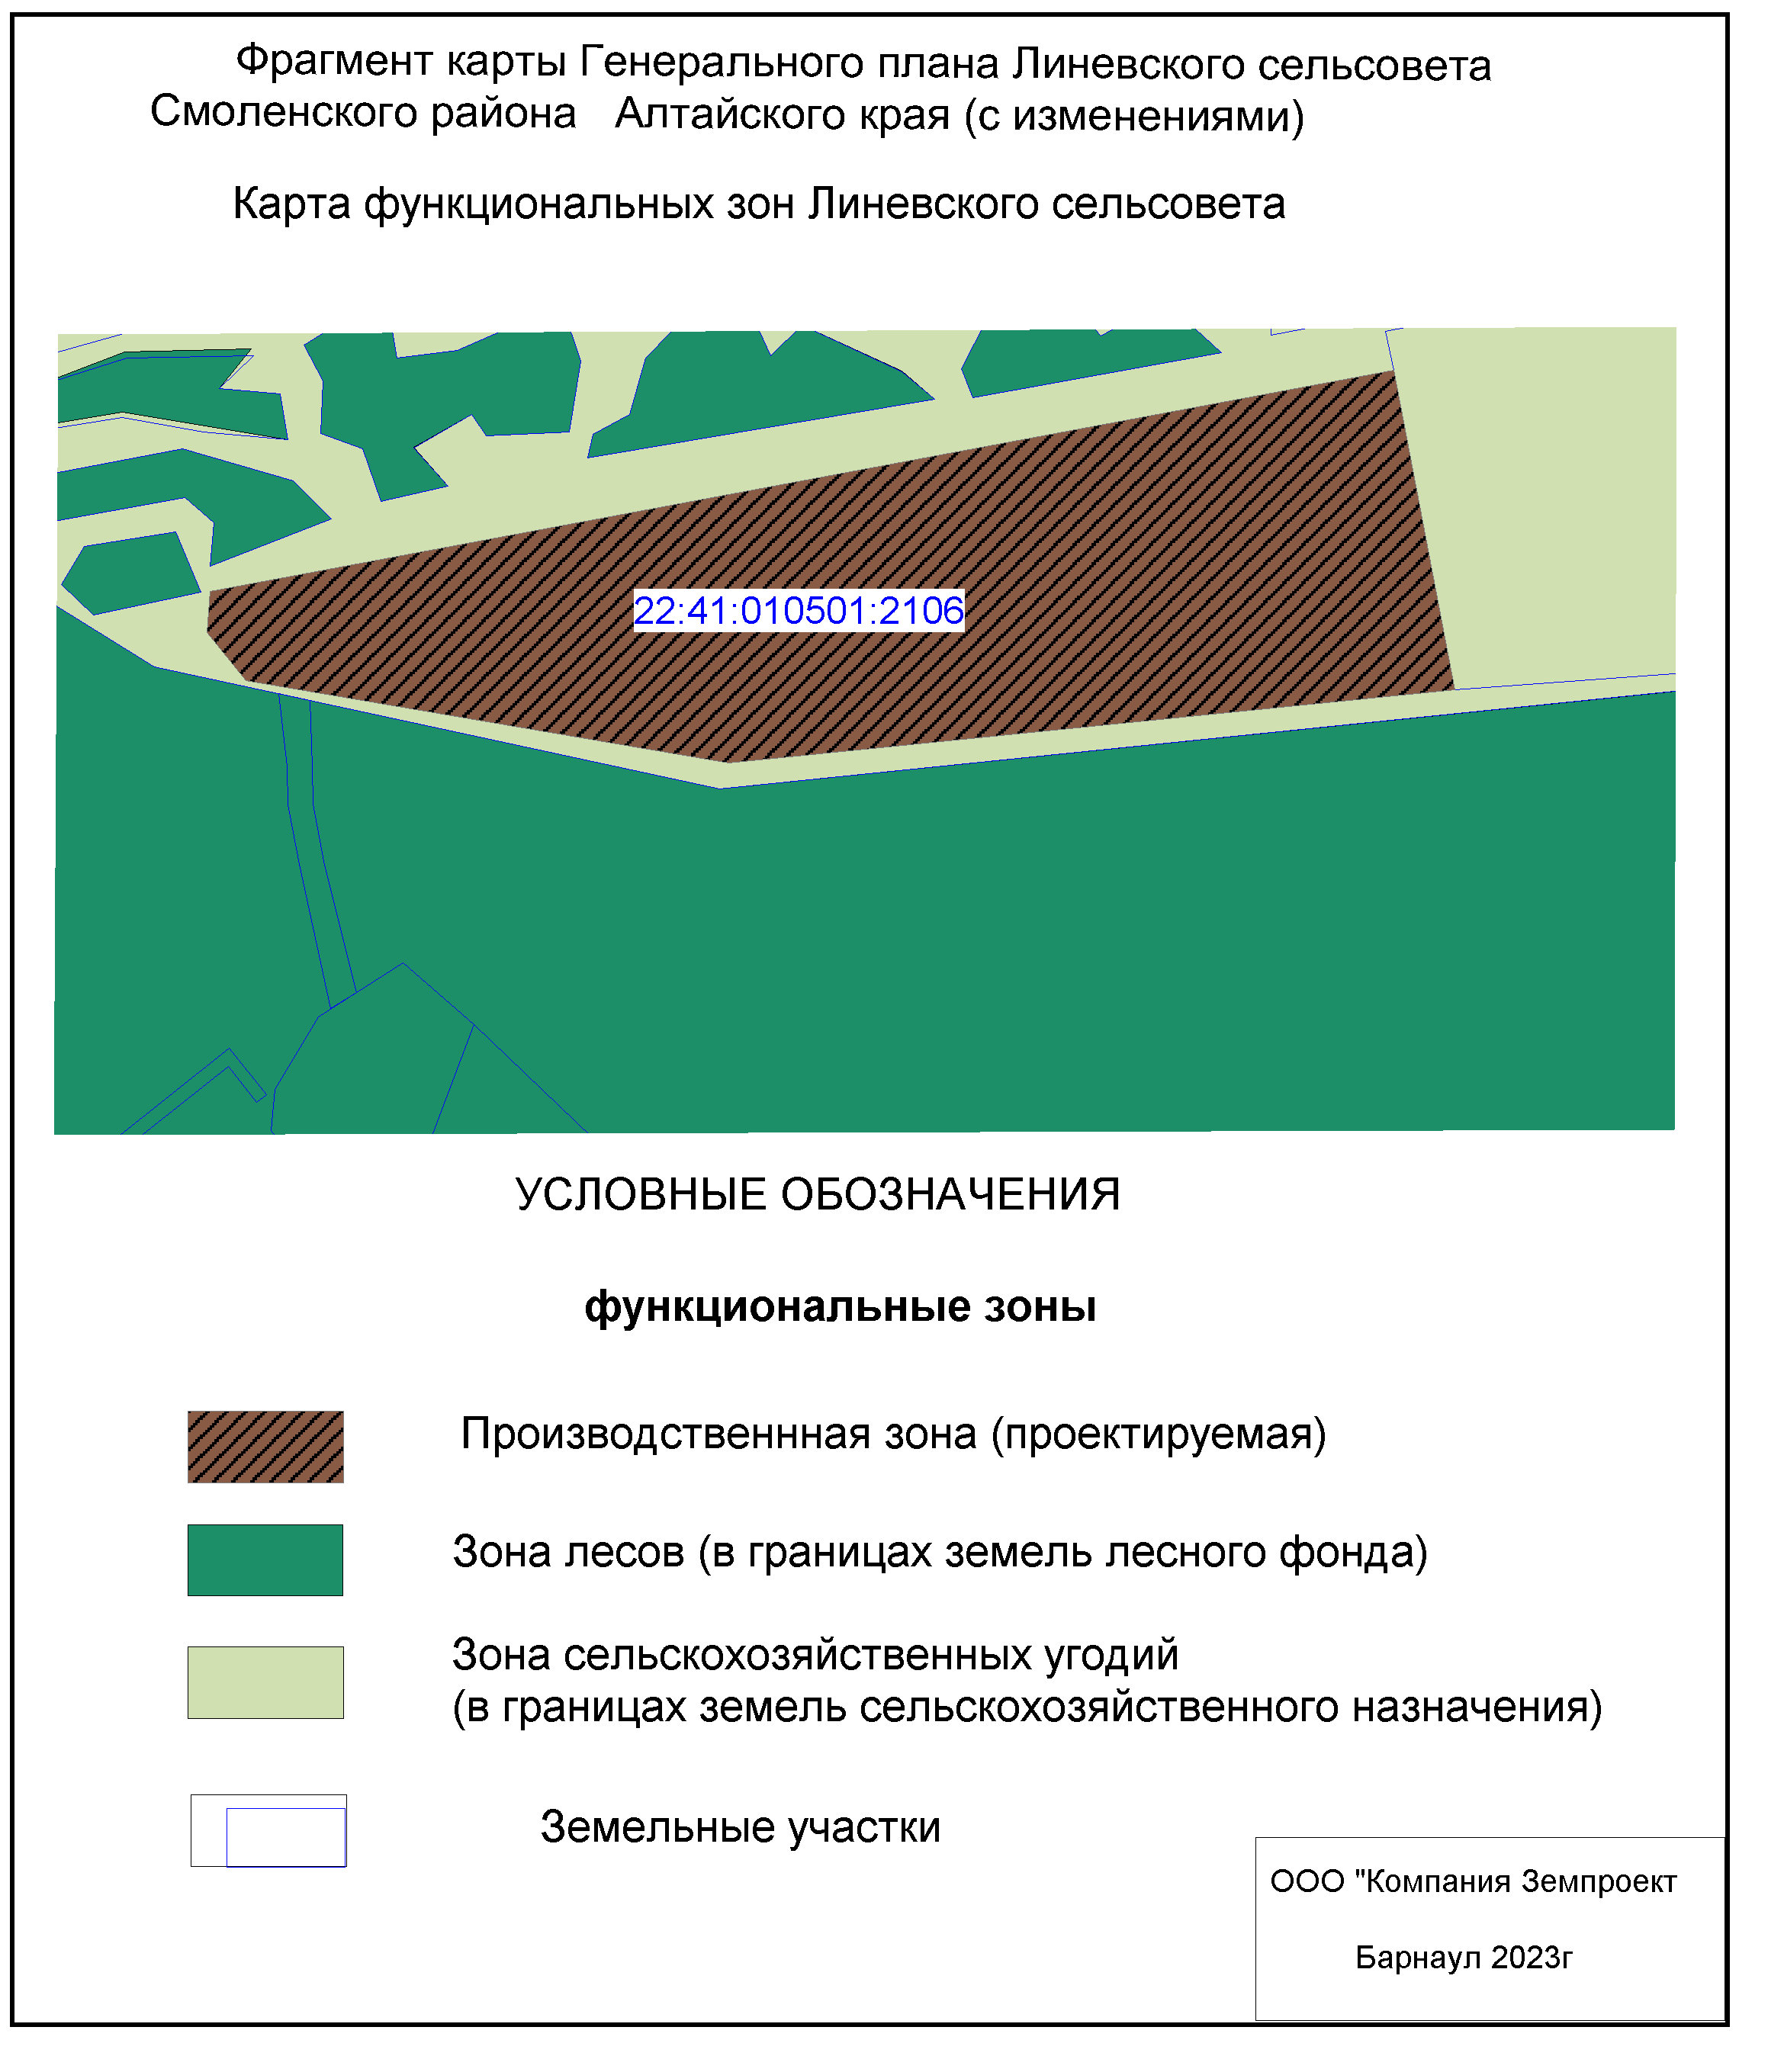 Фрагмент карты Генерального плана Линевского сельсовета
Смоленского района Алтайского края (с изменениями)
Карта функциональных зон Линевского сельсовета
22:41:010501:2106
УСЛОВНЫЕ ОБОЗНАЧЕНИЯ
функциональные зоны
Производственнная зона (проектируемая)
Зона лесов (в границах земель лесного фонда)
Зона сельскохозяйственных угодий
(в границах земель сельскохозяйственного назначения)
Земельные участки
ООО "Компания Земпроект
Барнаул 2023г